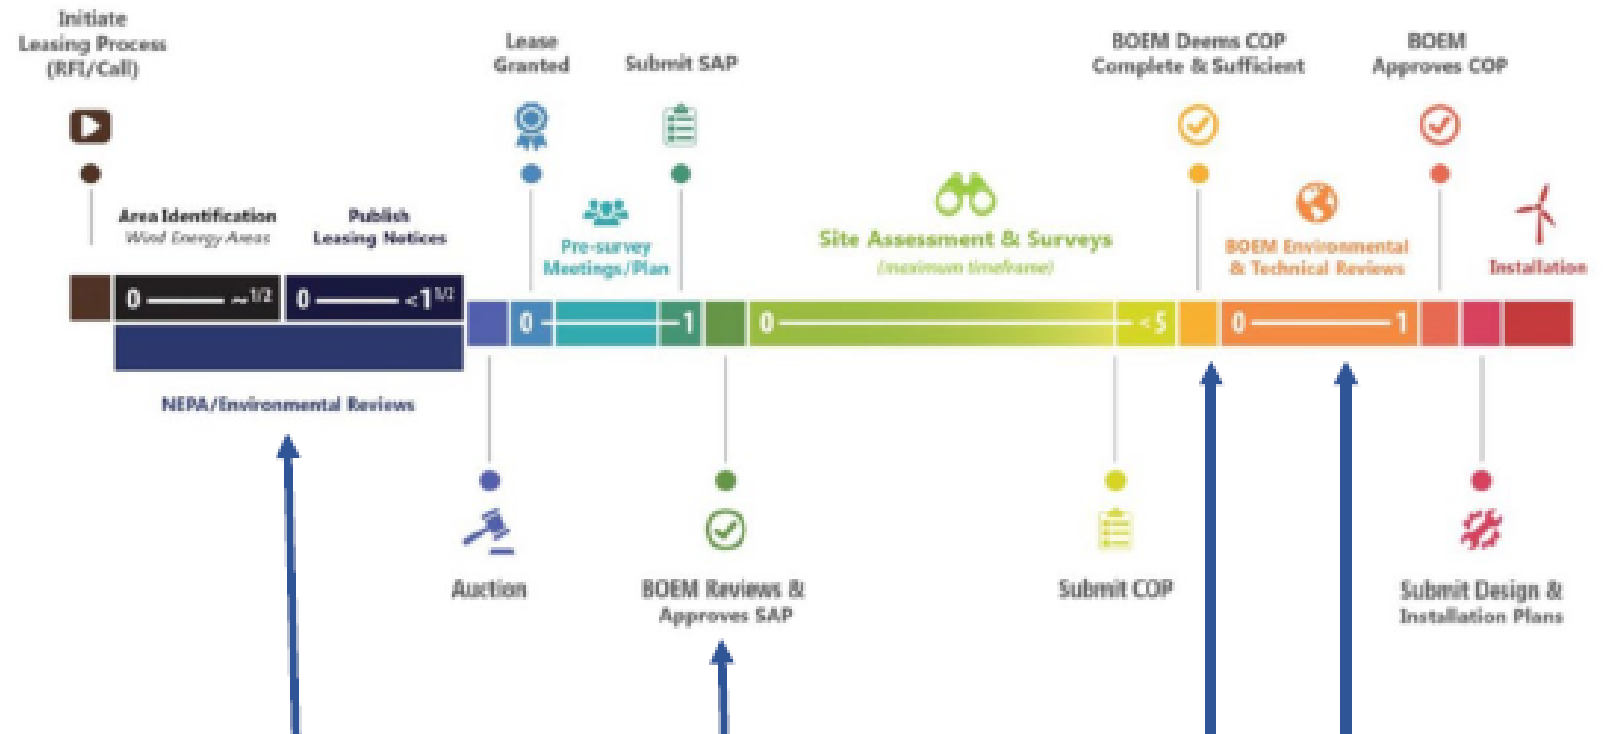 Initiate
Leasing Process
(RFI/Call)
Lease
Granted
Submit SAP
BOEM Deems COP
Complete & Sufficient
BOEM
Approves COP
Area Identification
Wind Energy Areas
Publish
Leasing Notices
Pre-survey
Meetings/Plan
Site Assessment & Surveys
(maximum timeframe)
BOEM Environmental
& Technical Reviews
Installation
0 ~1/2
0 <1 1/2
0 1
0 <5
0 1
NEPA/Environmental Reviews
Auction
BOEM Reviews &
Approves SAP
Submit COP
Submit Design &
Installation Plans